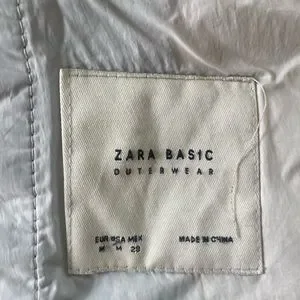 ZARA BASIC
OUTERWEAR
EUR USA MEX
M M 28
MADE IN CHINA